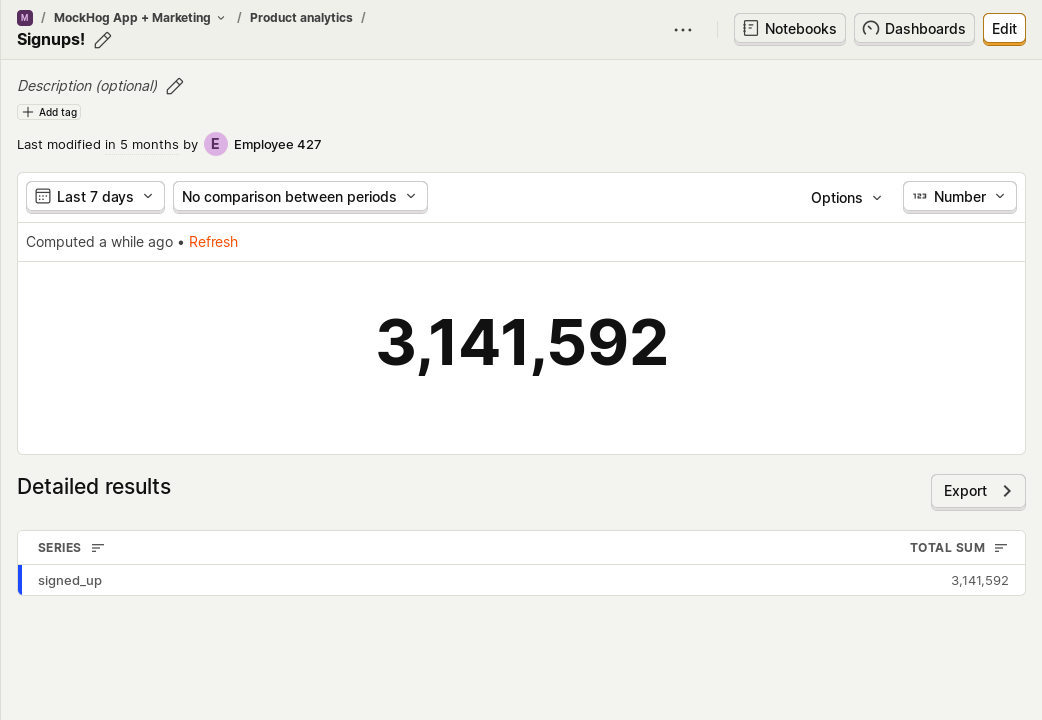 M / MockHog App + Marketing / Product analytics /
Signups!
Notebooks Dashboards Edit
Description (optional)
Add tag
Last modified in 5 months by E Employee 427
Last 7 days No comparison between periods Options 123 Number
Computed a while ago • Refresh
3,141,592
Detailed results
Export
SERIES TOTAL SUM
signed_up 3,141,592